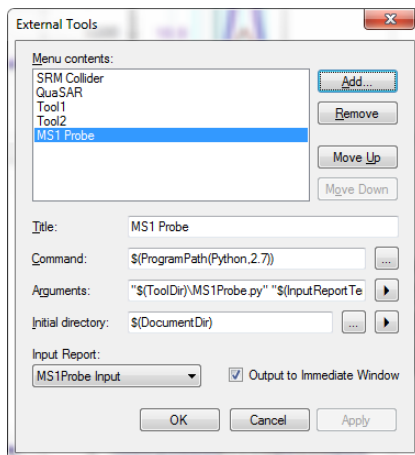 External Tools
Menu contents:
SRM Collider
QuaSAR
Tool1
Tool2
MS1 Probe
Add...
Remove
Move Up
Move Down
Title:
MS1 Probe
Command:
$(ProgramPath(Python,2.7))
...
Arguments:
"$(ToolDir)\MS1Probe.py" "$(InputReportTe
Initial directory:
$(DocumentDir)
...
Input Report:
MS1Probe Input
Output to Immediate Window
OK
Cancel
Apply